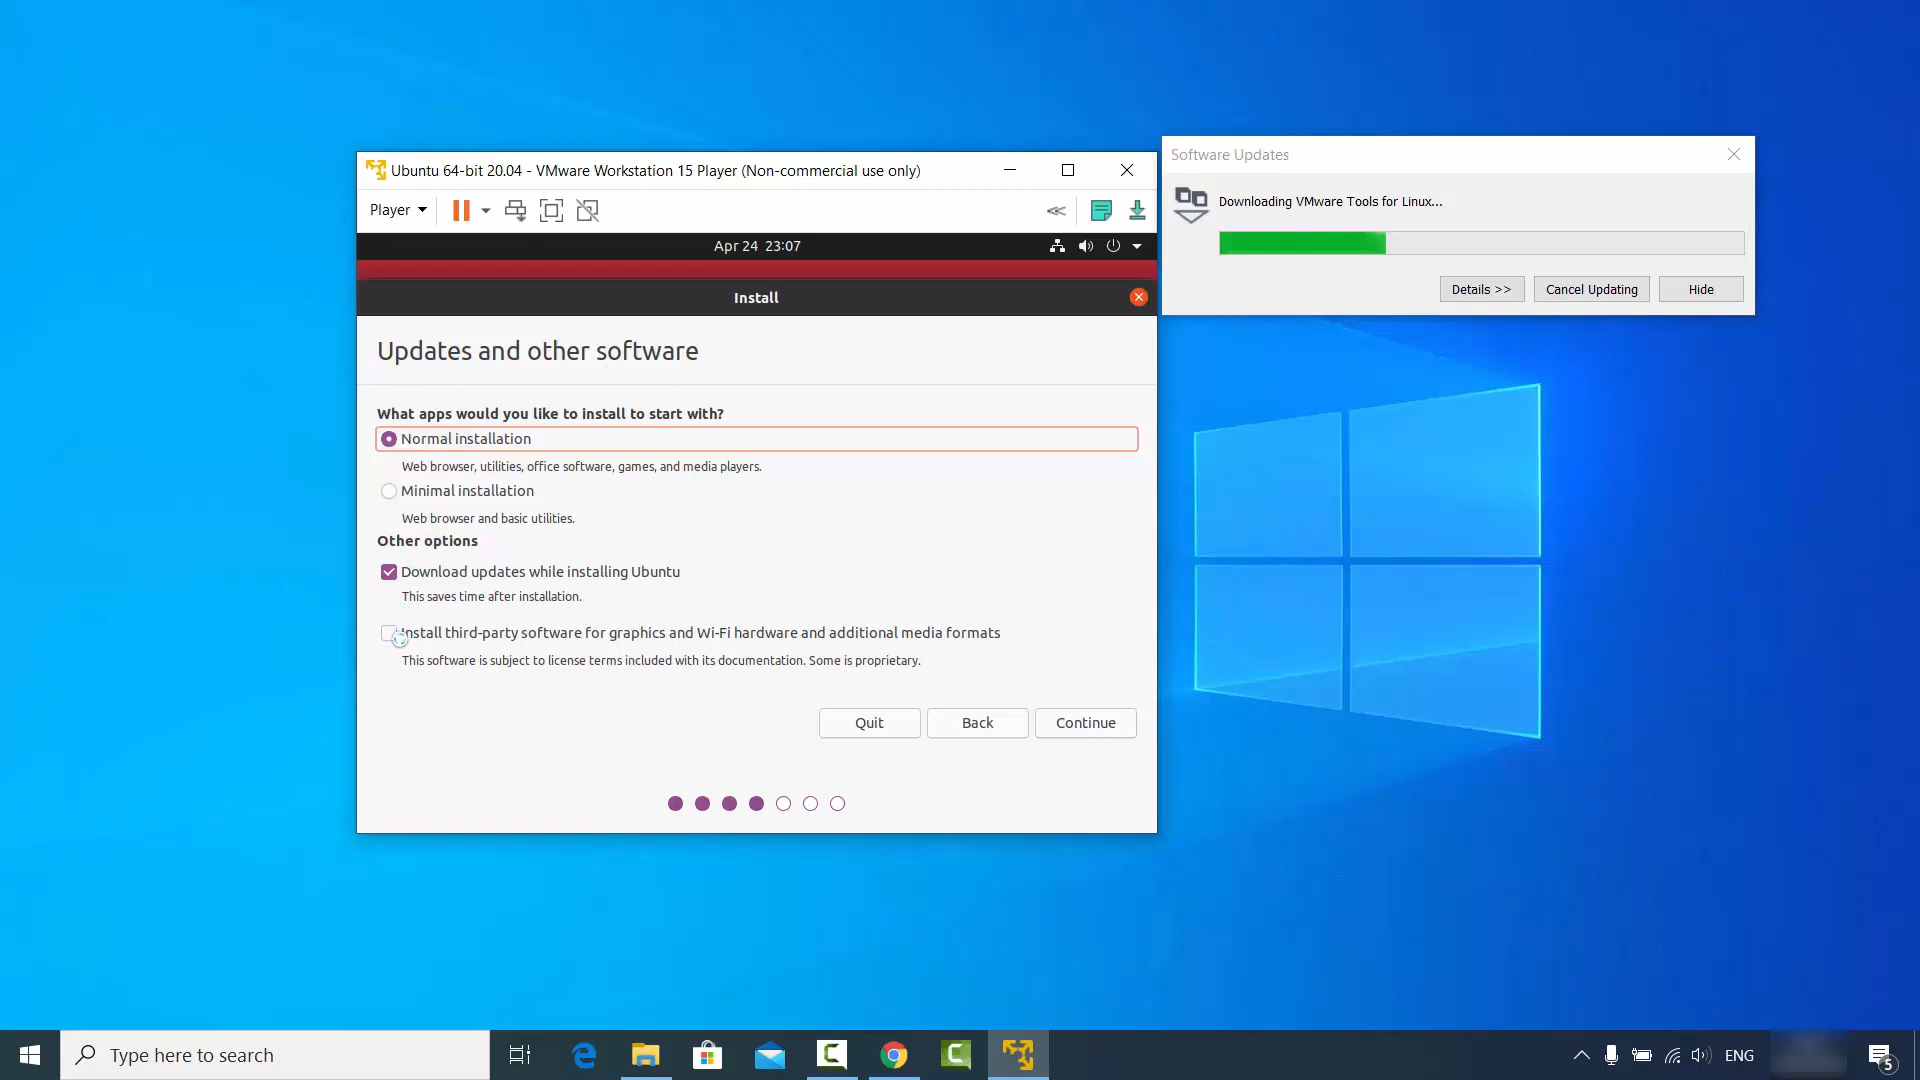 Ubuntu 64-bit 20.04 - VMware Workstation 15 Player (Non-commercial use only)
Player
Apr 24 23:07
Install
Updates and other software
What apps would you like to install to start with?
Normal installation
Web browser, utilities, office software, games, and media players.
Minimal installation
Web browser and basic utilities.
Other options
Download updates while installing Ubuntu
This saves time after installation.
Install third-party software for graphics and Wi-Fi hardware and additional media formats
This software is subject to license terms included with its documentation. Some is proprietary.
Quit Back Continue
Software Updates
Downloading VMware Tools for Linux...
Details >> Cancel Updating Hide
Type here to search
ENG
5